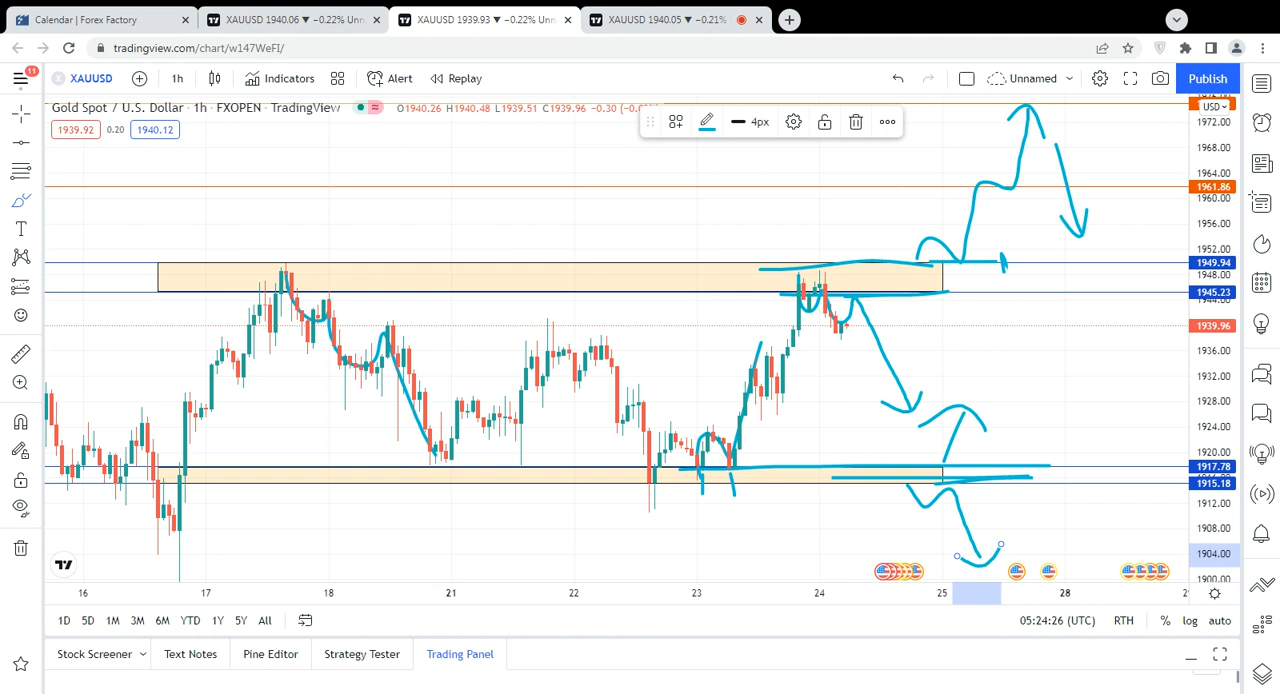 Calendar | Forex Factory
XAUUSD 1940.06 ▼ −0.22% Unn
XAUUSD 1939.93 ▼ −0.22% Unn
XAUUSD 1940.05 ▼ −0.21%
tradingview.com/chart/w147WeFI/
11
XAUUSD 1h Indicators Alert Replay Unnamed Publish
Gold Spot / U.S. Dollar · 1h · FXOPEN · TradingView O1940.26 H1940.48 L1939.51 C1939.96 −0.30
USD
1939.92 0.20 1940.12
4px
1972.00
1968.00
1964.00
1961.86
1960.00
1956.00
1952.00
1949.94
1948.00
1945.23
1939.96
1936.00
1932.00
1928.00
1924.00
1920.00
1917.78
1915.18
1912.00
1908.00
1904.00
1900.00
16 17 18 21 22 23 24 25 28
1D 5D 1M 3M 6M YTD 1Y 5Y All 05:24:26 (UTC) RTH % log auto
Stock Screener Text Notes Pine Editor Strategy Tester Trading Panel